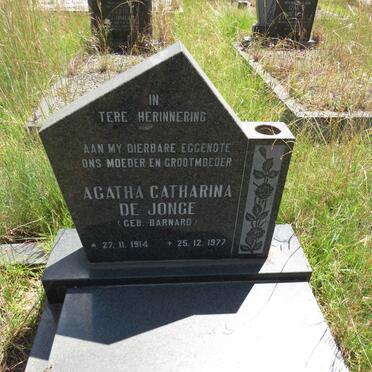 IN
TERE HERINNERING
AAN MY DIERBARE EGGENOTE
ONS MOEDER EN GROOTMOEDER
AGATHA CATHARINA
DE JONGE
(GEB. BARNARD)
* 27.11.1914 + 25.12.1977